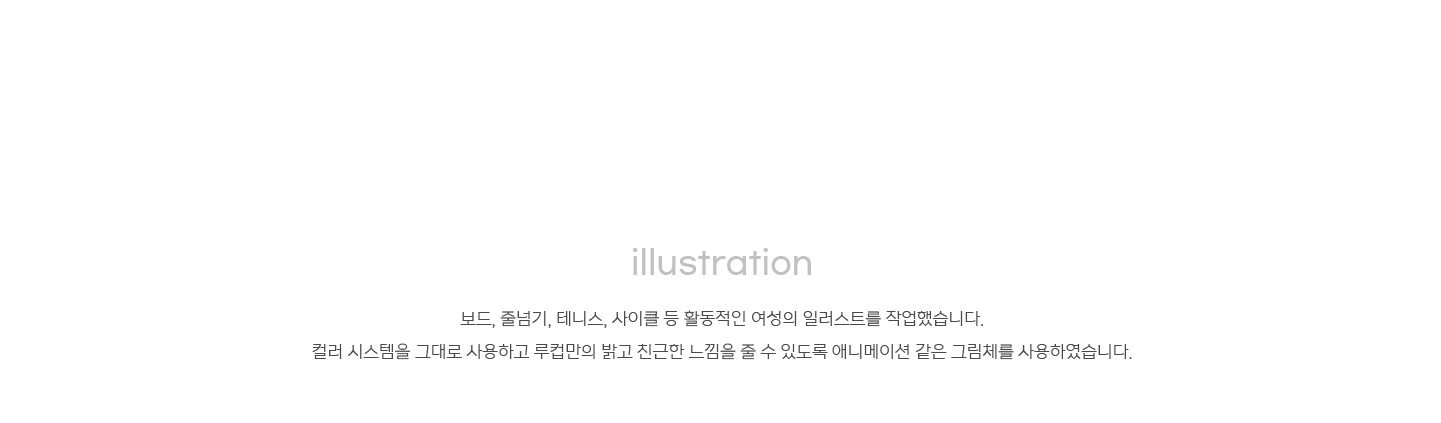 illustration
보드, 줄넘기, 테니스, 사이클 등 활동적인 여성의 일러스트를 작업했습니다.
컬러 시스템을 그대로 사용하고 루컵만의 밝고 친근한 느낌을 줄 수 있도록 애니메이션 같은 그림체를 사용하였습니다.